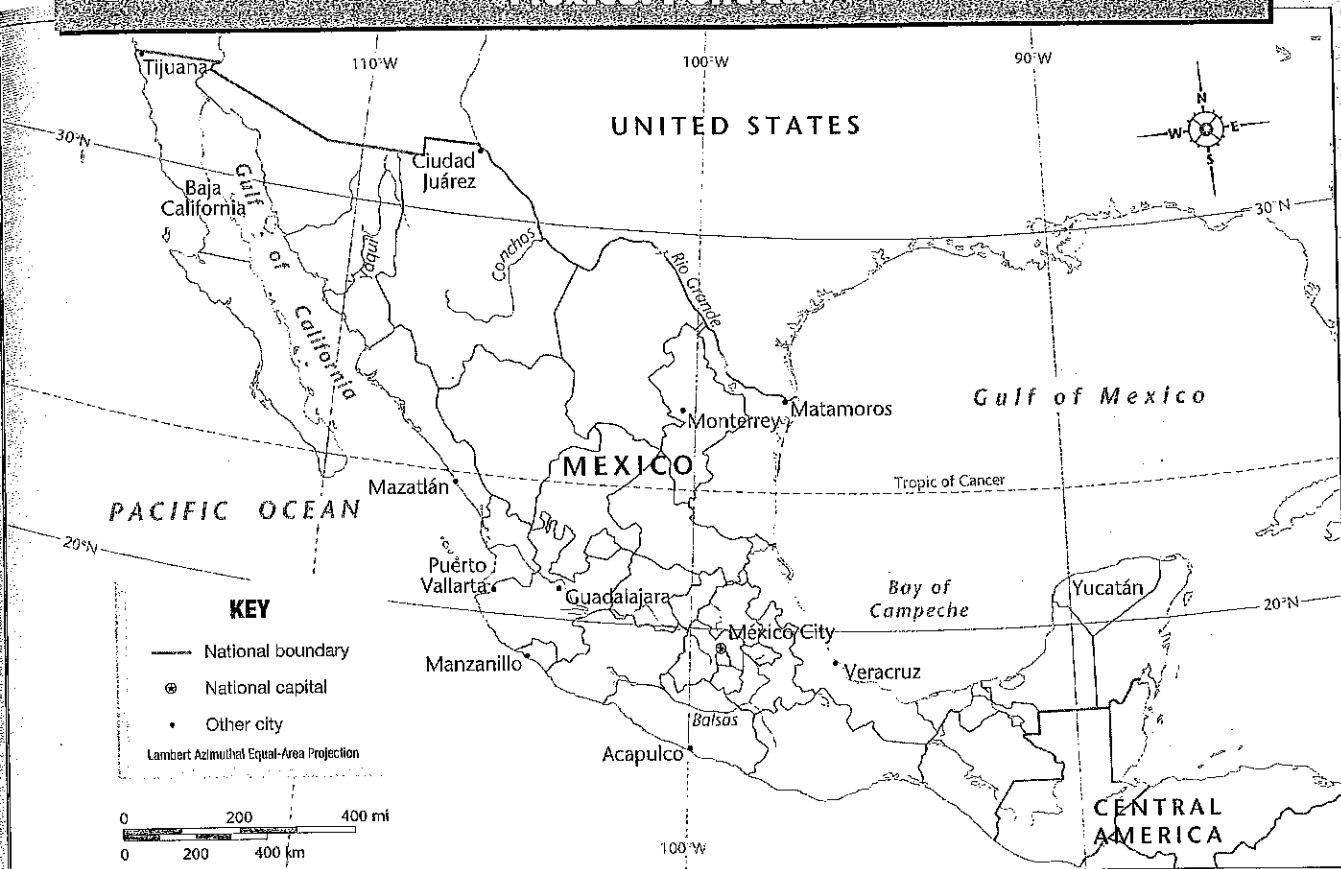 Tijuana
110°W
100°W
90°W
UNITED STATES
N
W
E
S
30°N
Ciudad
Juárez
Baja
California
Gulf of California
Yaqui
Conchos
Rio Grande
30°N
Gulf of Mexico
Monterrey
Matamoros
MEXICO
Mazatlán
Tropic of Cancer
PACIFIC OCEAN
20°N
Puerto
Vallarta
Guadalajara
Bay of
Campeche
Yucatán
20°N
KEY
National boundary
National capital
Other city
Lambert Azimuthal Equal-Area Projection
Manzanillo
México City
Veracruz
Balsas
Acapulco
CENTRAL
AMERICA
0 200 400 mi
0 200 400 km
100°W